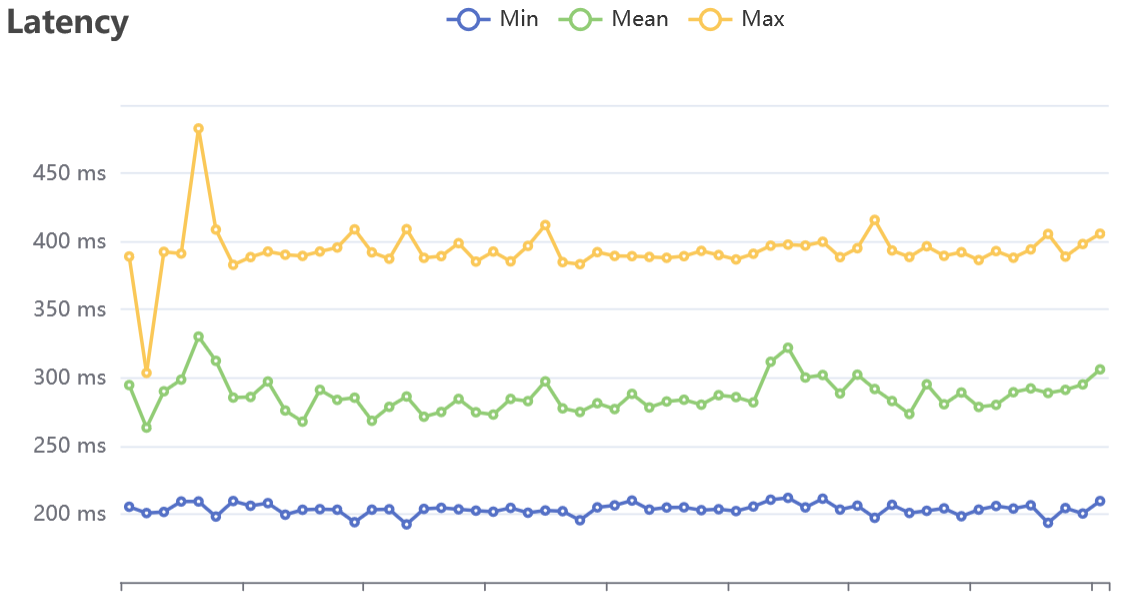 Latency
Min Mean Max
450 ms
400 ms
350 ms
300 ms
250 ms
200 ms